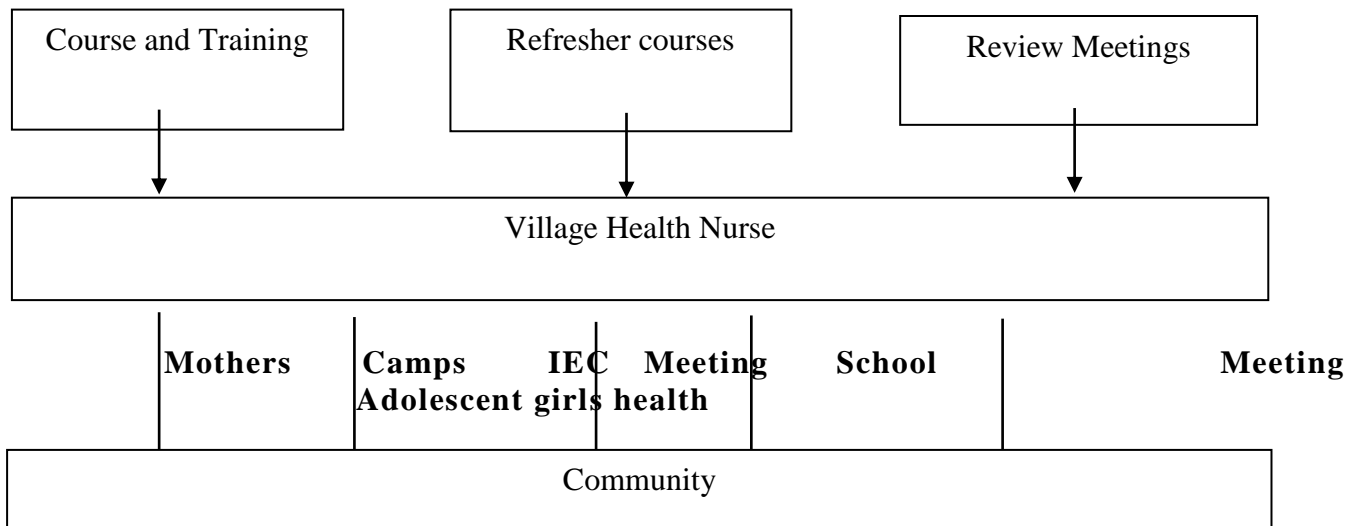 Course and Training
Refresher courses
Review Meetings
Village Health Nurse
Mothers Camps IEC Meeting School Meeting
Adolescent girls health
Community